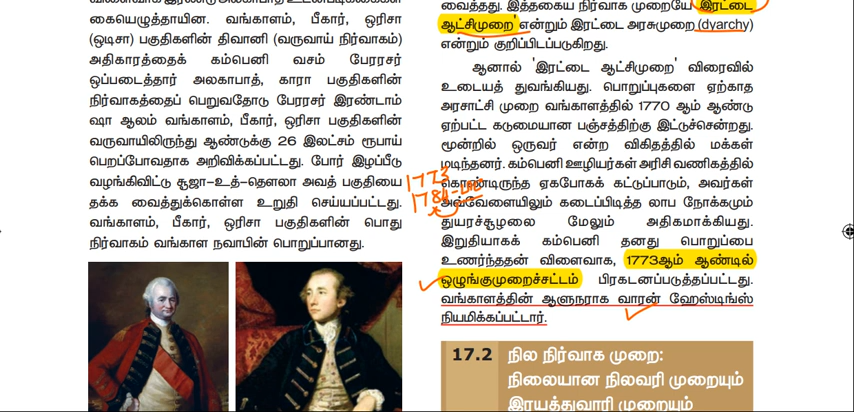 கையெழுத்தாயின. வங்காளம், பீகார், ஒரிசா
(ஒடிசா) பகுதிகளின் திவானி (வருவாய் நிர்வாகம்)
அதிகாரத்தைக் கம்பெனி வசம் பேரரசர்
ஒப்படைத்தார் அலகாபாத், காரா பகுதிகளின்
நிர்வாகத்தைப் பெறுவதோடு பேரரசர் இரண்டாம்
ஷா ஆலம் வங்காளம், பீகார், ஒரிசா பகுதிகளின்
வருவாயிலிருந்து ஆண்டுக்கு 26 இலட்சம் ரூபாய்
பெறப்போவதாக அறிவிக்கப்பட்டது. போர் இழப்பீடு
வழங்கிவிட்டு சூஜா-உத்-தௌலா அவத் பகுதியை
தக்க வைத்துக்கொள்ள உறுதி செய்யப்பட்டது.
வங்காளம், பீகார், ஒரிசா பகுதிகளின் பொது
நிர்வாகம் வங்காள நவாபின் பொறுப்பானது.
வைத்தது. இத்தகைய நிர்வாக முறையே 'இரட்டை
ஆட்சிமுறை' என்றும் இரட்டை அரசுமுறை (dyarchy)
என்றும் குறிப்பிடப்படுகிறது.
ஆனால் 'இரட்டை ஆட்சிமுறை' விரைவில்
உடையத் துவங்கியது. பொறுப்புகளை ஏற்காத
அரசாட்சி முறை வங்காளத்தில் 1770 ஆம் ஆண்டு
ஏற்பட்ட கடுமையான பஞ்சத்திற்கு இட்டுச்சென்றது.
மூன்றில் ஒருவர் என்ற விகிதத்தில் மக்கள்
மடிந்தனர். கம்பெனி ஊழியர்கள் அரிசி வணிகத்தில்
1773
கொண்டிருந்த ஏகபோகக் கட்டுப்பாடும், அவர்கள்
1784
அவ்வேளையிலும் கடைப்பிடித்த லாப நோக்கமும்
துயரச்சூழலை மேலும் அதிகமாக்கியது.
இறுதியாகக் கம்பெனி தனது பொறுப்பை
உணர்ந்ததன் விளைவாக, 1773ஆம் ஆண்டில்
ஒழுங்குமுறைச்சட்டம் பிரகடனப்படுத்தப்பட்டது.
வங்காளத்தின் ஆளுநராக வாரன் ஹேஸ்டிங்ஸ்
நியமிக்கப்பட்டார்.
17.2 நில நிர்வாக முறை:
நிலையான நிலவரி முறையும்
இரயத்துவாரி முறையும்